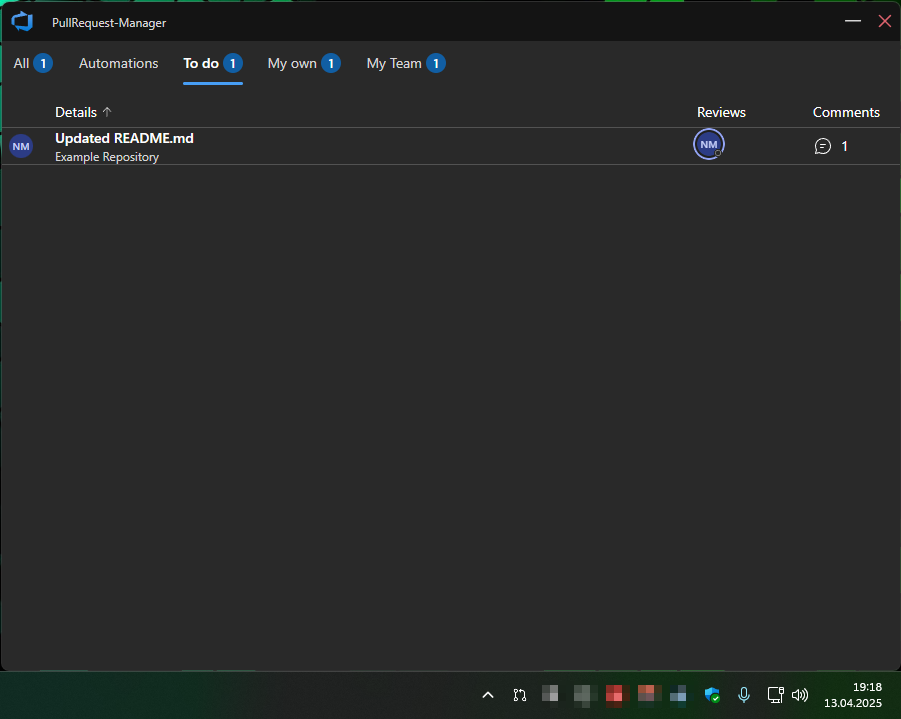 PullRequest-Manager
All 1 Automations To do 1 My own 1 My Team 1
Details ↑ Reviews Comments
NM Updated README.md NM 1
Example Repository
19:18
13.04.2025